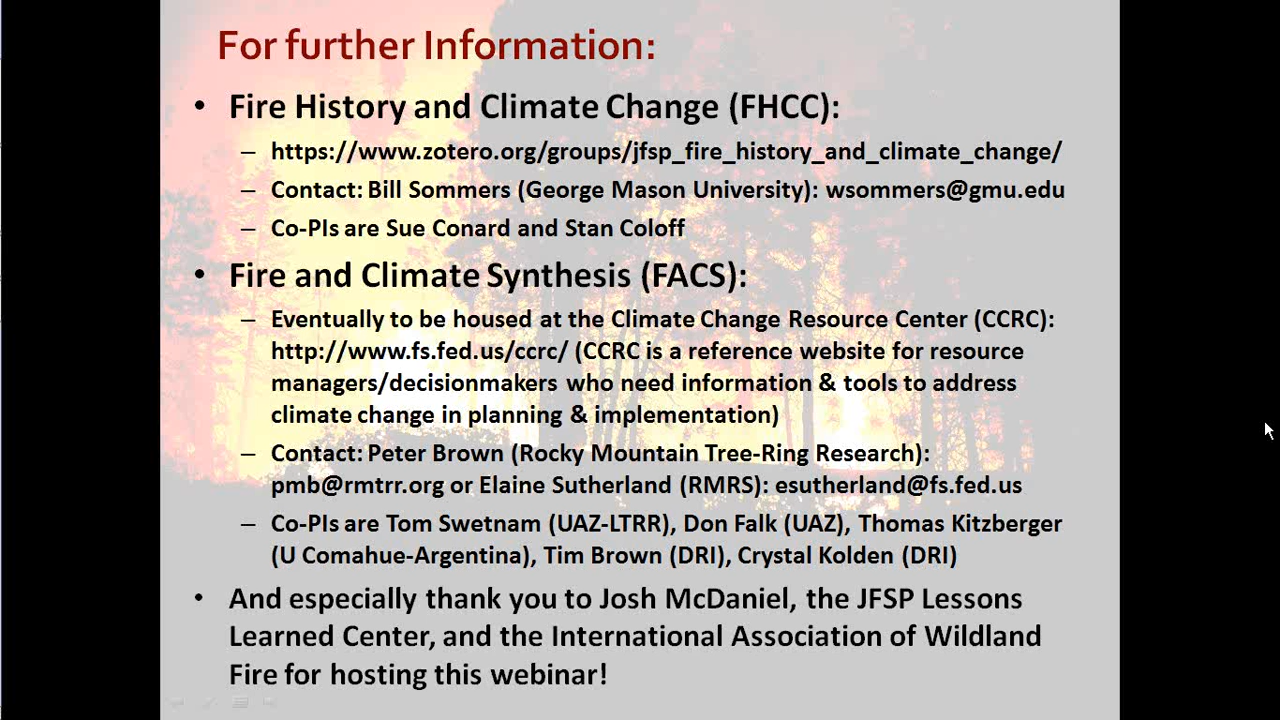 For further Information:
• Fire History and Climate Change (FHCC):
– https://www.zotero.org/groups/jfsp_fire_history_and_climate_change/
– Contact: Bill Sommers (George Mason University): wsommers@gmu.edu
– Co-PIs are Sue Conard and Stan Coloff
• Fire and Climate Synthesis (FACS):
– Eventually to be housed at the Climate Change Resource Center (CCRC):
http://www.fs.fed.us/ccrc/ (CCRC is a reference website for resource
managers/decisionmakers who need information & tools to address
climate change in planning & implementation)
– Contact: Peter Brown (Rocky Mountain Tree-Ring Research):
pmb@rmtrr.org or Elaine Sutherland (RMRS): esutherland@fs.fed.us
– Co-PIs are Tom Swetnam (UAZ-LTRR), Don Falk (UAZ), Thomas Kitzberger
(U Comahue-Argentina), Tim Brown (DRI), Crystal Kolden (DRI)
• And especially thank you to Josh McDaniel, the JFSP Lessons
Learned Center, and the International Association of Wildland
Fire for hosting this webinar!